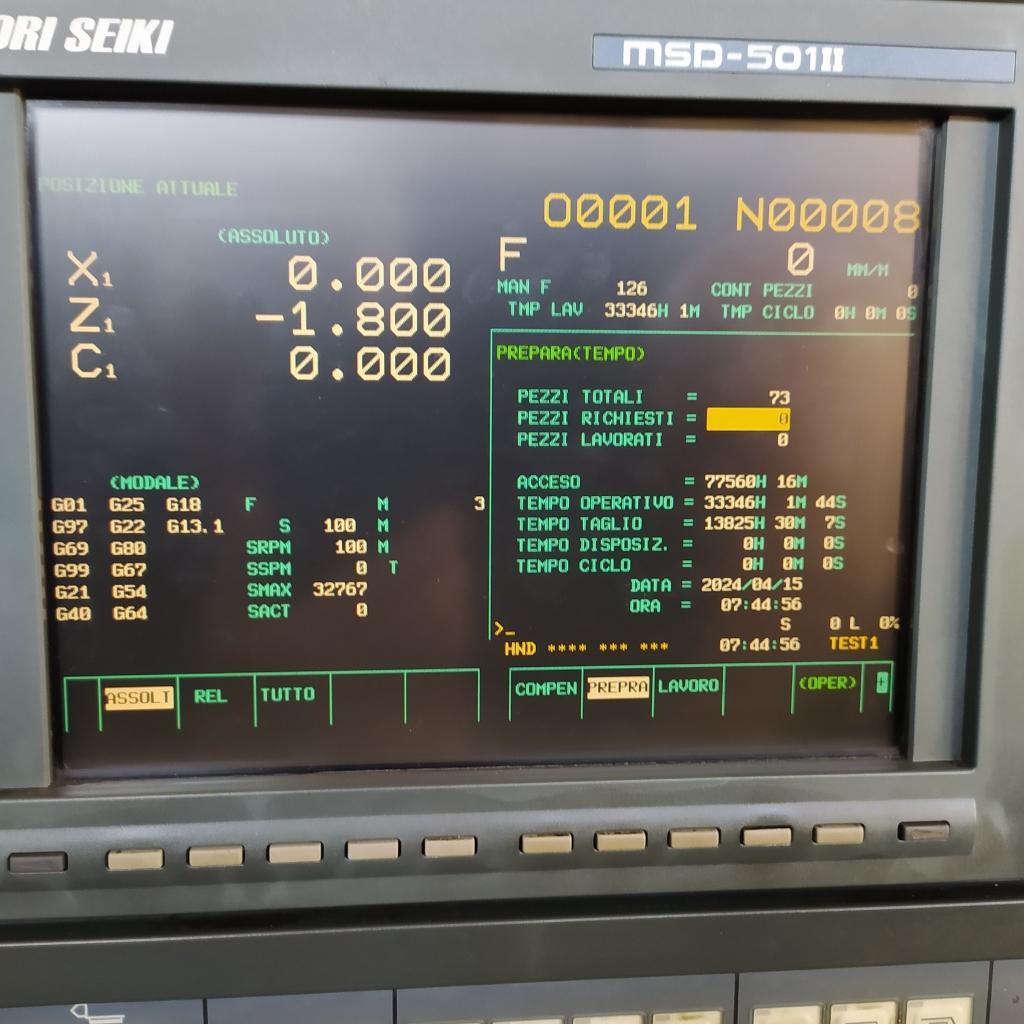 ORI SEIKI
MSD-501II
POSIZIONE ATTUALE
O0001 N00008
(ASSOLUTO)
X1 0.000
Z1 -1.800
C1 0.000
F 0 MM/M
MAN F 126 CONT PEZZI 0
TMP LAV 33346H 1M TMP CICLO 0H 0M 0S
PREPARA(TEMPO)
PEZZI TOTALI = 73
PEZZI RICHIESTI = 0
PEZZI LAVORATI = 0
ACCESO = 77560H 16M
TEMPO OPERATIVO = 33346H 1M 44S
TEMPO TAGLIO = 13825H 30M 7S
TEMPO DISPOSIZ. = 0H 0M 0S
TEMPO CICLO = 0H 0M 0S
DATA = 2024/04/15
ORA = 07:44:56
(MODALE)
G01 G25 G18 F M 3
G97 G22 G13.1 S 100 M
G69 G80 SRPM 100 M
G99 G67 SSPM 0 T
G21 G54 SMAX 32767
G40 G64 SACT 0
>_ S 0 L 0%
HND **** *** *** 07:44:56 TEST1
ASSOLT REL TUTTO
COMPEN PREPRA LAVORO (OPER) +